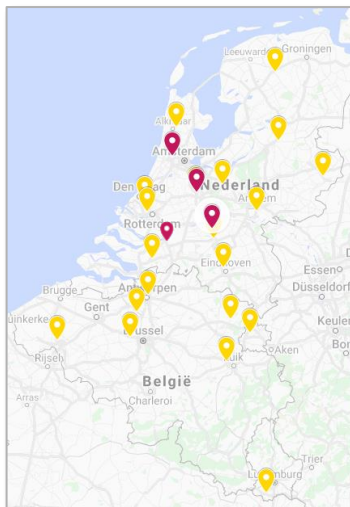 Leeuwarden
Groningen
Alkmaar
Amsterdam
Den Haag
Nederland
Arnhem
Rotterdam
Eindhoven
Essen
Düsseldorf
Brugge
Antwerpen
Gent
uinkerke
Keulen
Brussel
Rijsel
Luik
Aken
België
Arras
Charleroi
Trier
Luxemburg